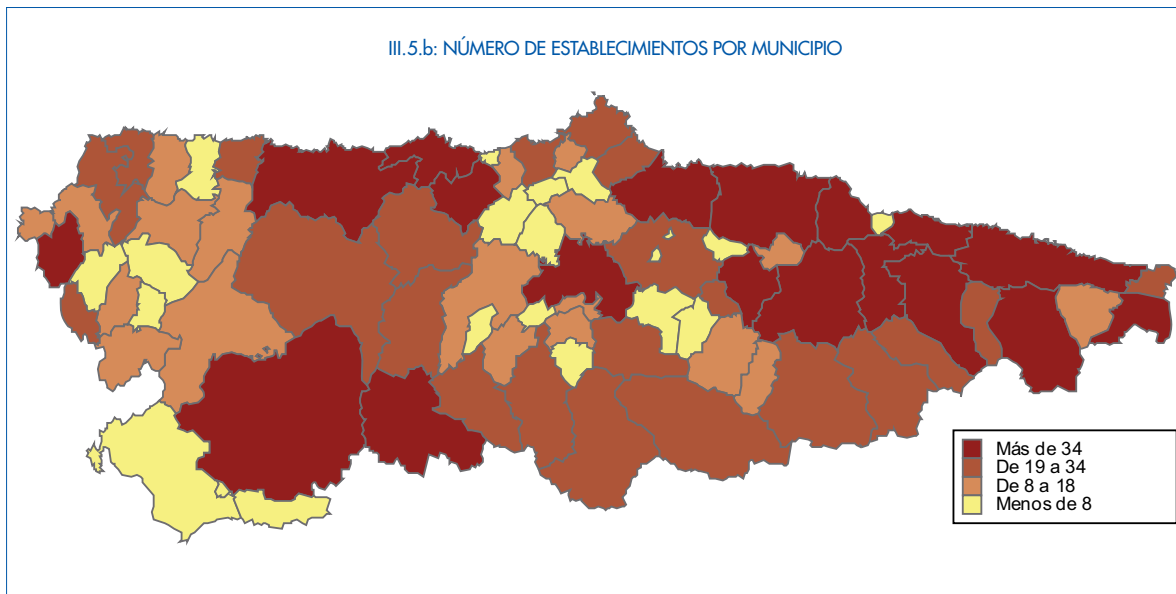 III.5.b: NÚMERO DE ESTABLECIMIENTOS POR MUNICIPIO
Más de 34
De 19 a 34
De 8 a 18
Menos de 8